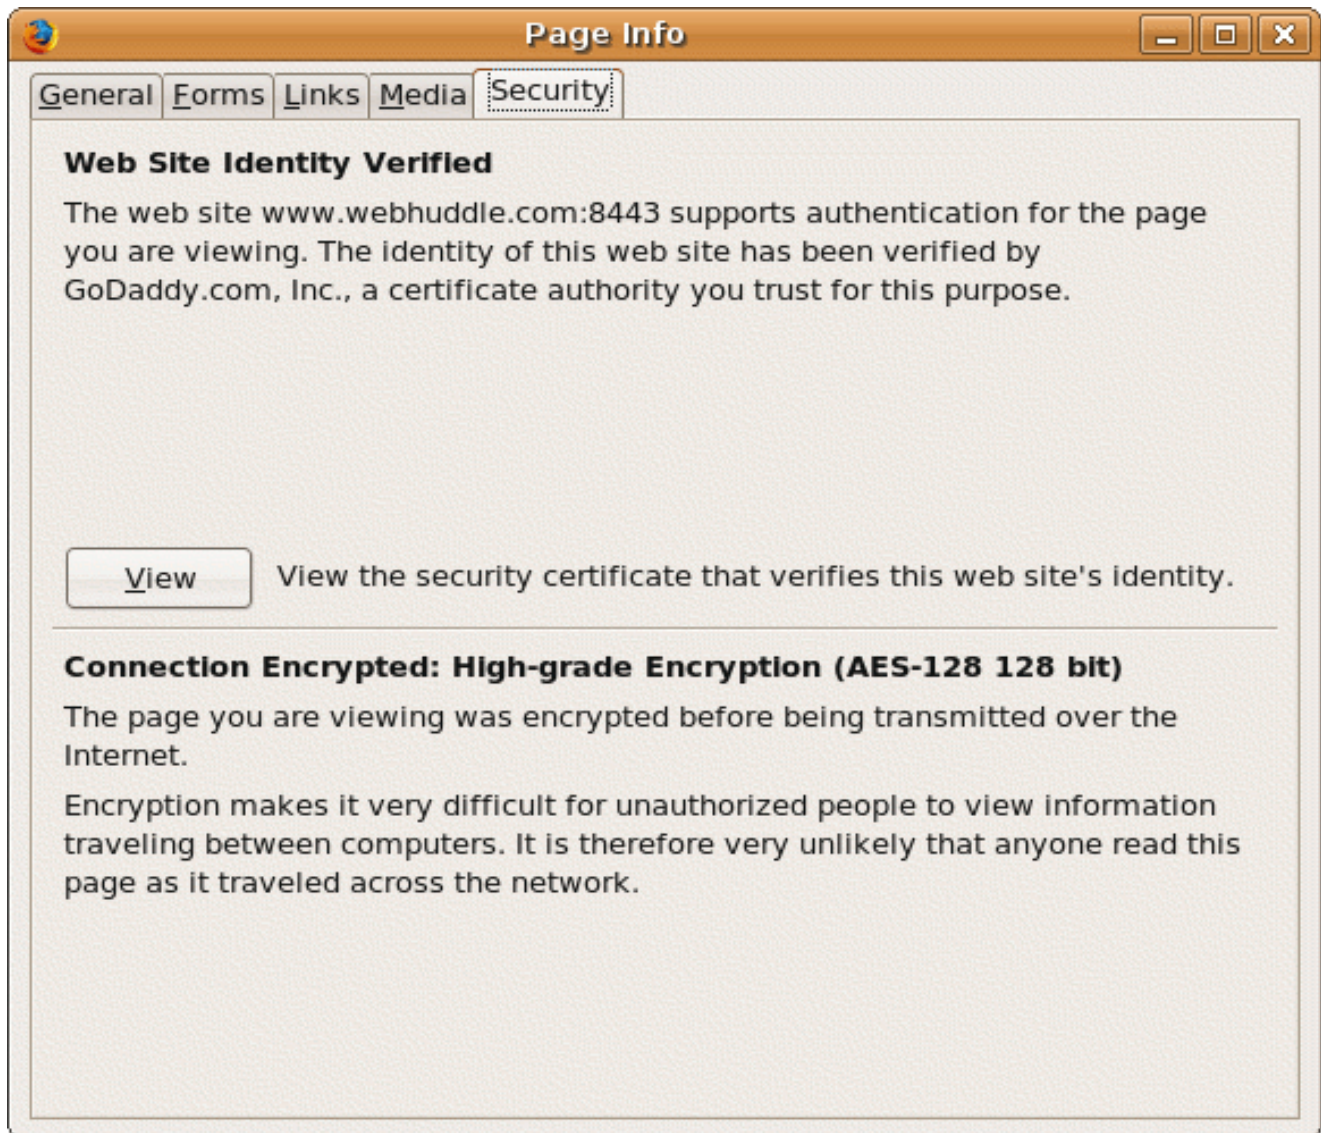 Page Info
General Forms Links Media Security
Web Site Identity Verified
The web site www.webhuddle.com:8443 supports authentication for the page
you are viewing. The identity of this web site has been verified by
GoDaddy.com, Inc., a certificate authority you trust for this purpose.
View View the security certificate that verifies this web site's identity.
Connection Encrypted: High-grade Encryption (AES-128 128 bit)
The page you are viewing was encrypted before being transmitted over the
Internet.
Encryption makes it very difficult for unauthorized people to view information
traveling between computers. It is therefore very unlikely that anyone read this
page as it traveled across the network.